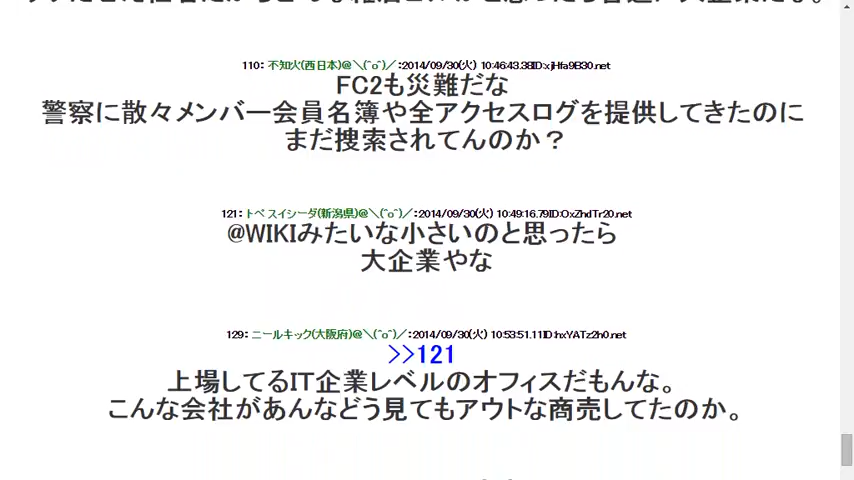 110: 不知火(西日本)@＼(^o^)／:2014/09/30(火) 10:46:43.38ID:xjHfa9B30.net
FC2も災難だな
警察に散々メンバー会員名簿や全アクセスログを提供してきたのに
まだ捜索されてんのか？
121: トペ スイシーダ(新潟県)@＼(^o^)／:2014/09/30(火) 10:49:16.79ID:OxZhdTr20.net
@WIKIみたいな小さいのと思ったら
大企業やな
129: ニールキック(大阪府)@＼(^o^)／:2014/09/30(火) 10:53:51.11ID:hxYATz2h0.net
>>121
上場してるIT企業レベルのオフィスだもんな。
こんな会社があんなどう見てもアウトな商売してたのか。